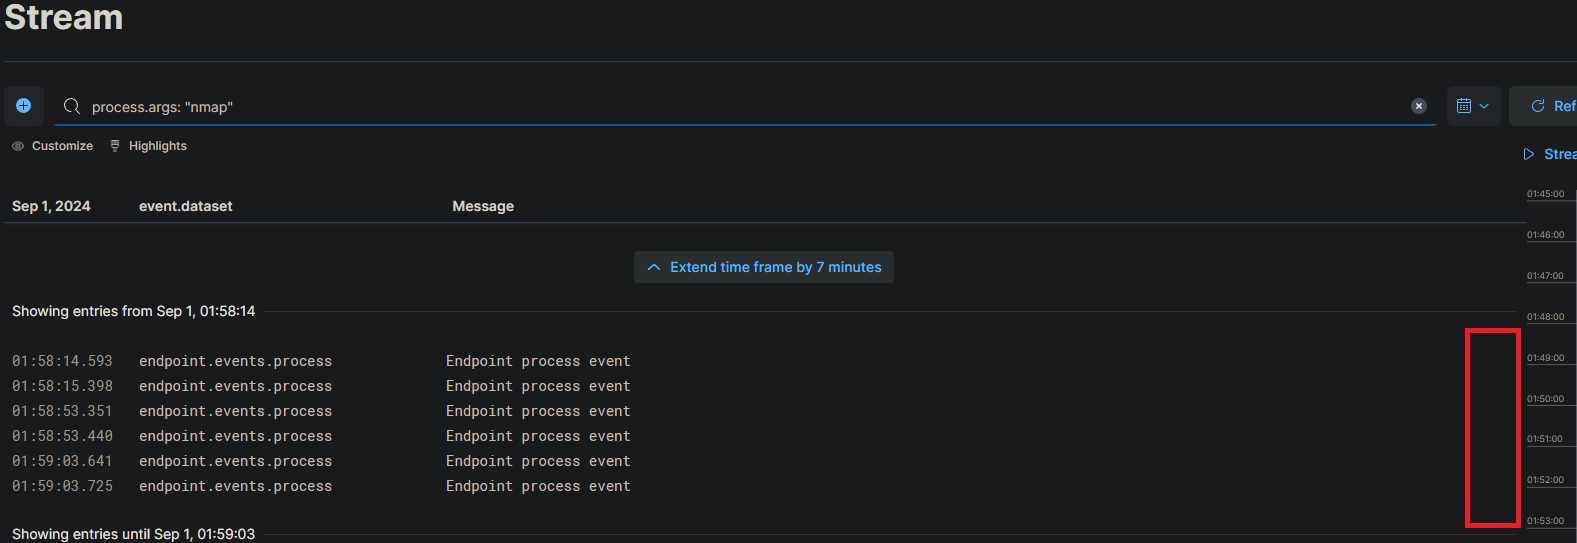 Stream
process.args: "nmap"
Ref
Customize Highlights
Strea
Sep 1, 2024 event.dataset Message
Extend time frame by 7 minutes
Showing entries from Sep 1, 01:58:14
01:58:14.593 endpoint.events.process Endpoint process event
01:58:15.398 endpoint.events.process Endpoint process event
01:58:53.351 endpoint.events.process Endpoint process event
01:58:53.440 endpoint.events.process Endpoint process event
01:59:03.641 endpoint.events.process Endpoint process event
01:59:03.725 endpoint.events.process Endpoint process event
Showing entries until Sep 1, 01:59:03
01:45:00
01:46:00
01:47:00
01:48:00
01:49:00
01:50:00
01:51:00
01:52:00
01:53:00